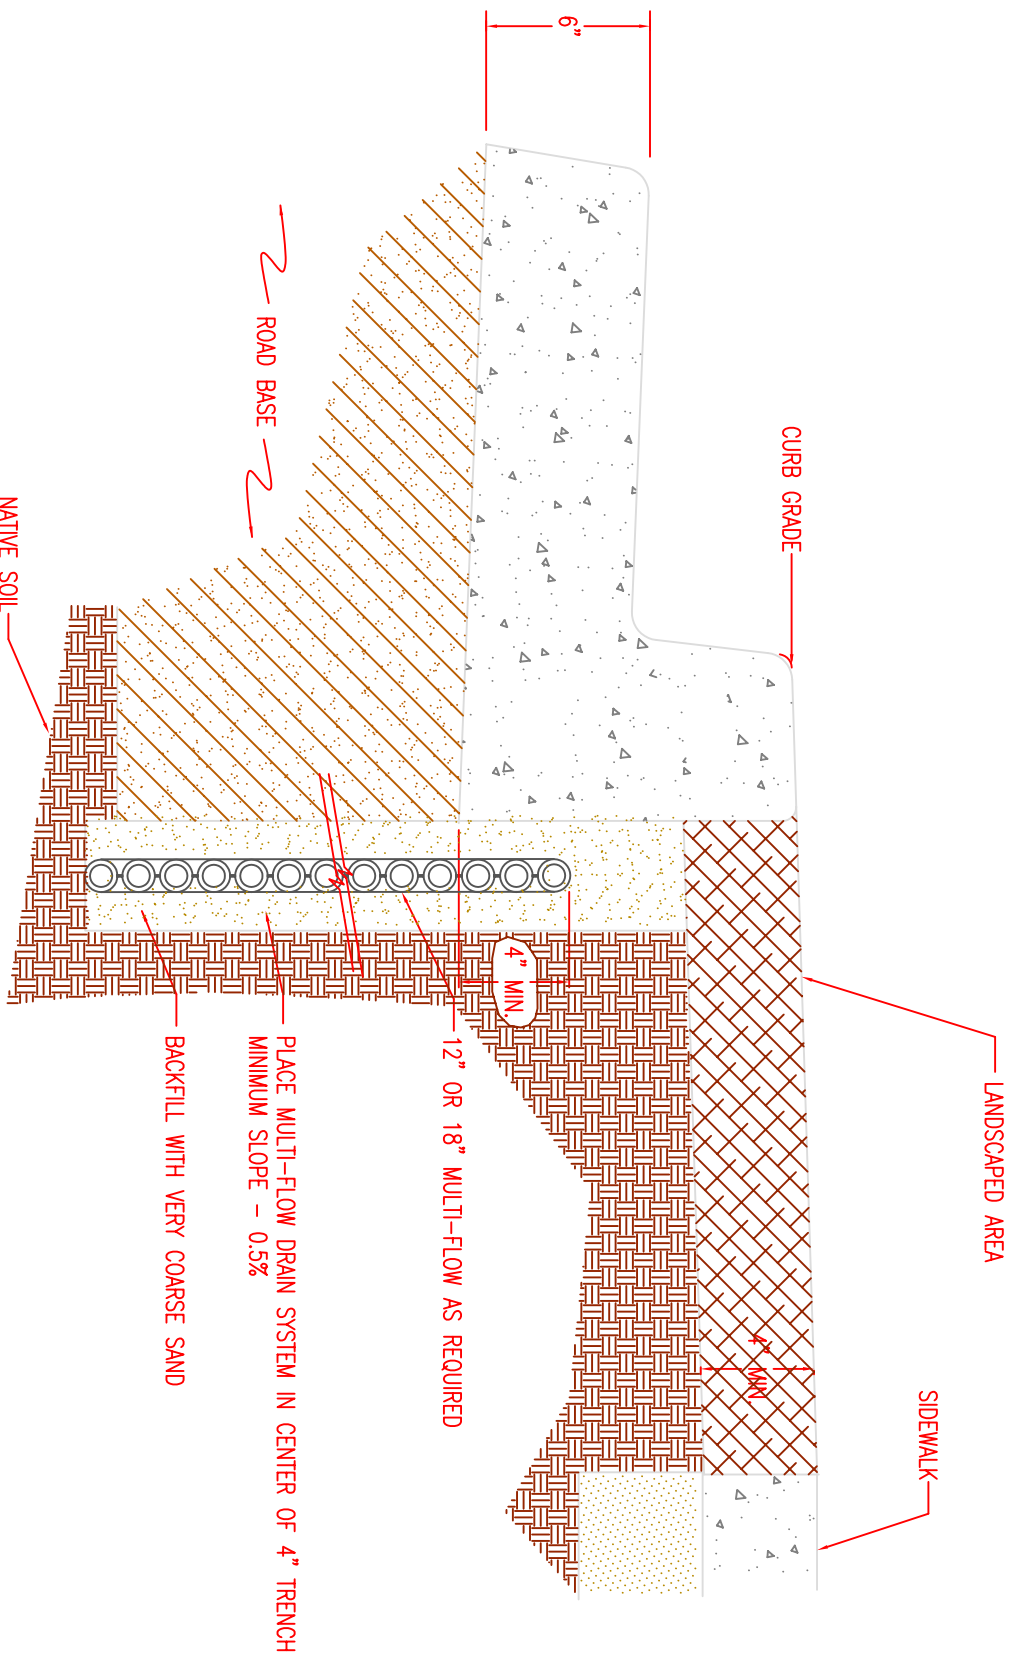 6"
CURB GRADE
LANDSCAPED AREA
SIDEWALK
4" MIN.
ROAD BASE
4" MIN.
12" OR 18" MULTI-FLOW AS REQUIRED
PLACE MULTI-FLOW DRAIN SYSTEM IN CENTER OF 4" TRENCH
MINIMUM SLOPE - 0.5%
BACKFILL WITH VERY COARSE SAND
NATIVE SOIL